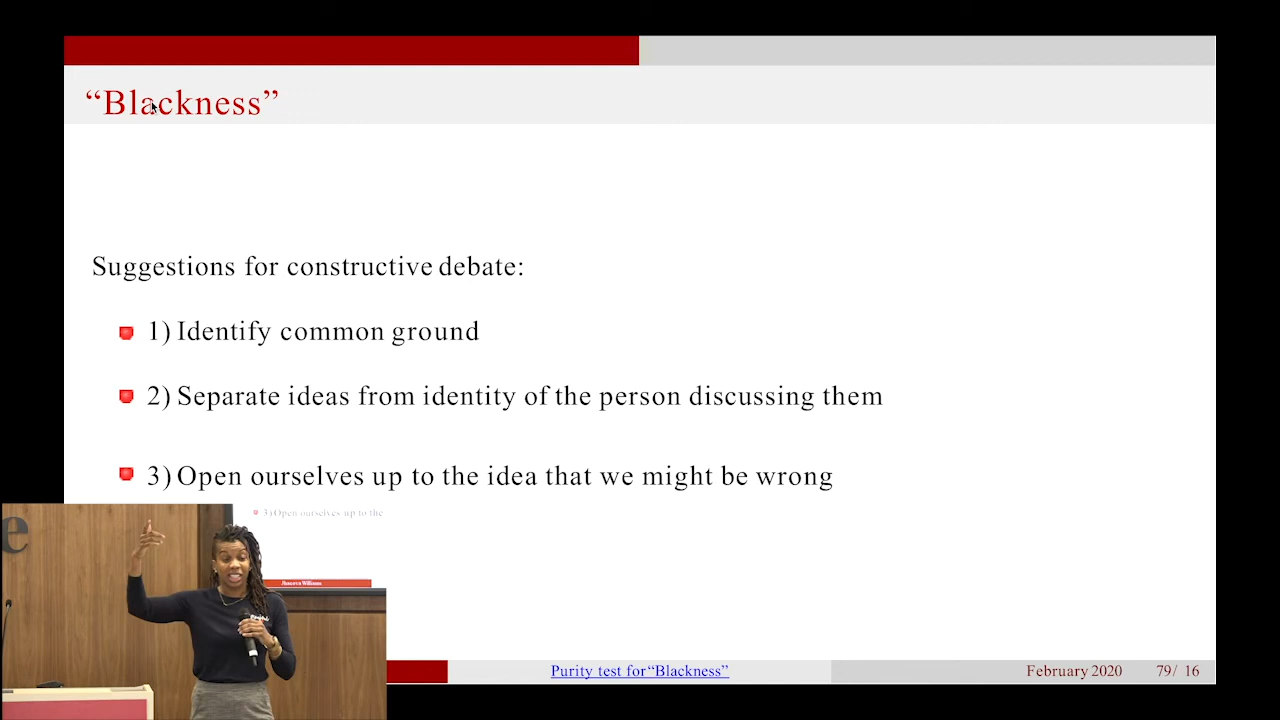 “Blackness”
Suggestions for constructive debate:
1) Identify common ground
2) Separate ideas from identity of the person discussing them
3) Open ourselves up to the idea that we might be wrong
e
3) Open ourselves up to the
Williams
Purity test for “Blackness”
February 2020
79 / 16